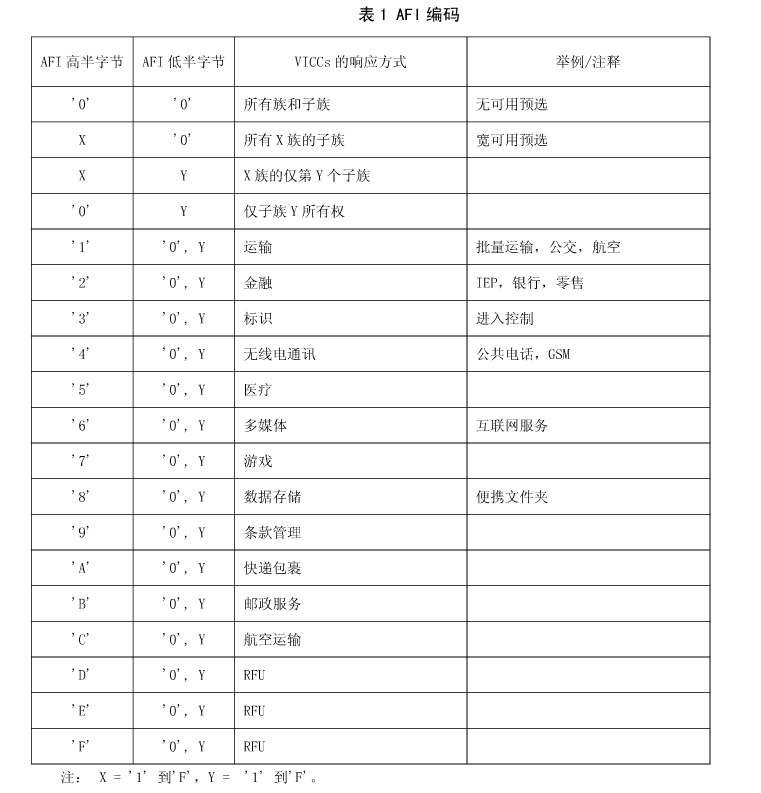 表 1 AFI 编码
AFI 高半字节 AFI 低半字节 VICCs 的响应方式 举例/注释
'0' '0' 所有族和子族 无可用预选
X '0' 所有 X 族的子族 宽可用预选
X Y X 族的仅第 Y 个子族
'0' Y 仅子族 Y 所有权
'1' '0', Y 运输 批量运输，公交，航空
'2' '0', Y 金融 IEP，银行，零售
'3' '0', Y 标识 进入控制
'4' '0', Y 无线电通讯 公共电话，GSM
'5' '0', Y 医疗
'6' '0', Y 多媒体 互联网服务
'7' '0', Y 游戏
'8' '0', Y 数据存储 便携文件夹
'9' '0', Y 条款管理
'A' '0', Y 快递包裹
'B' '0', Y 邮政服务
'C' '0', Y 航空运输
'D' '0', Y RFU
'E' '0', Y RFU
'F' '0', Y RFU
注： X = '1' 到'F'，Y = '1' 到'F'。